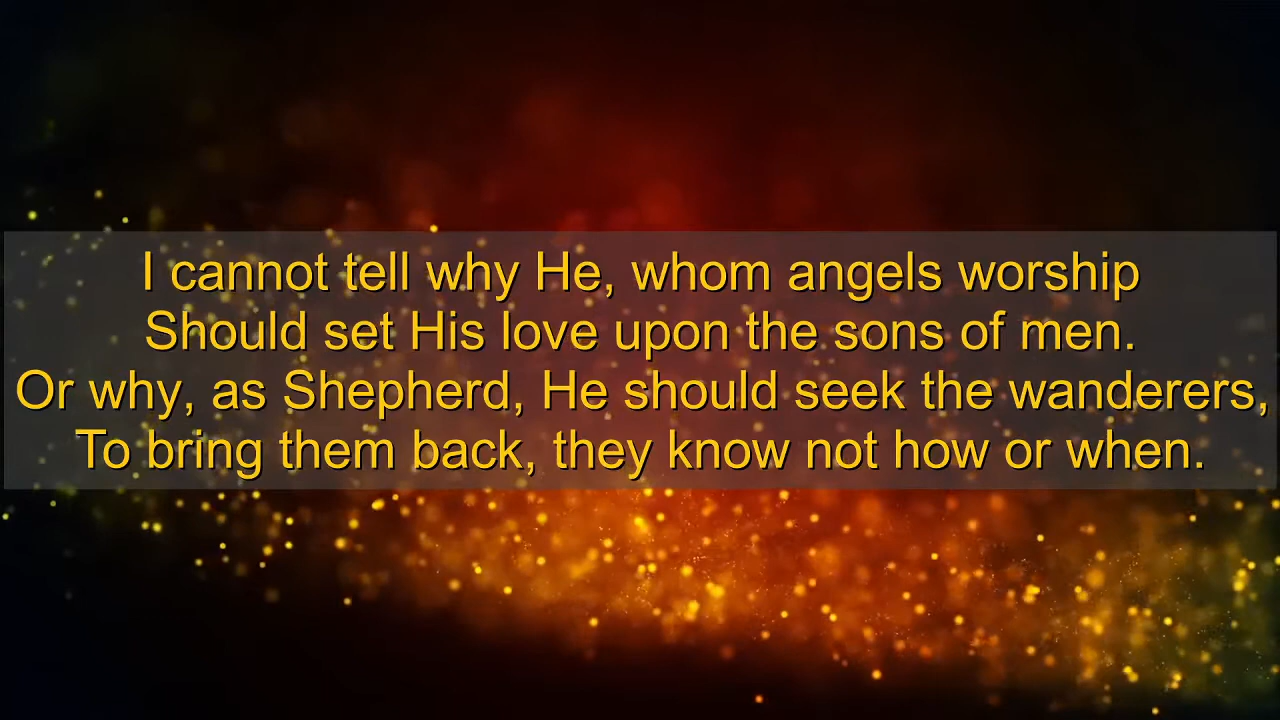 I cannot tell why He, whom angels worship
Should set His love upon the sons of men.
Or why, as Shepherd, He should seek the wanderers,
To bring them back, they know not how or when.